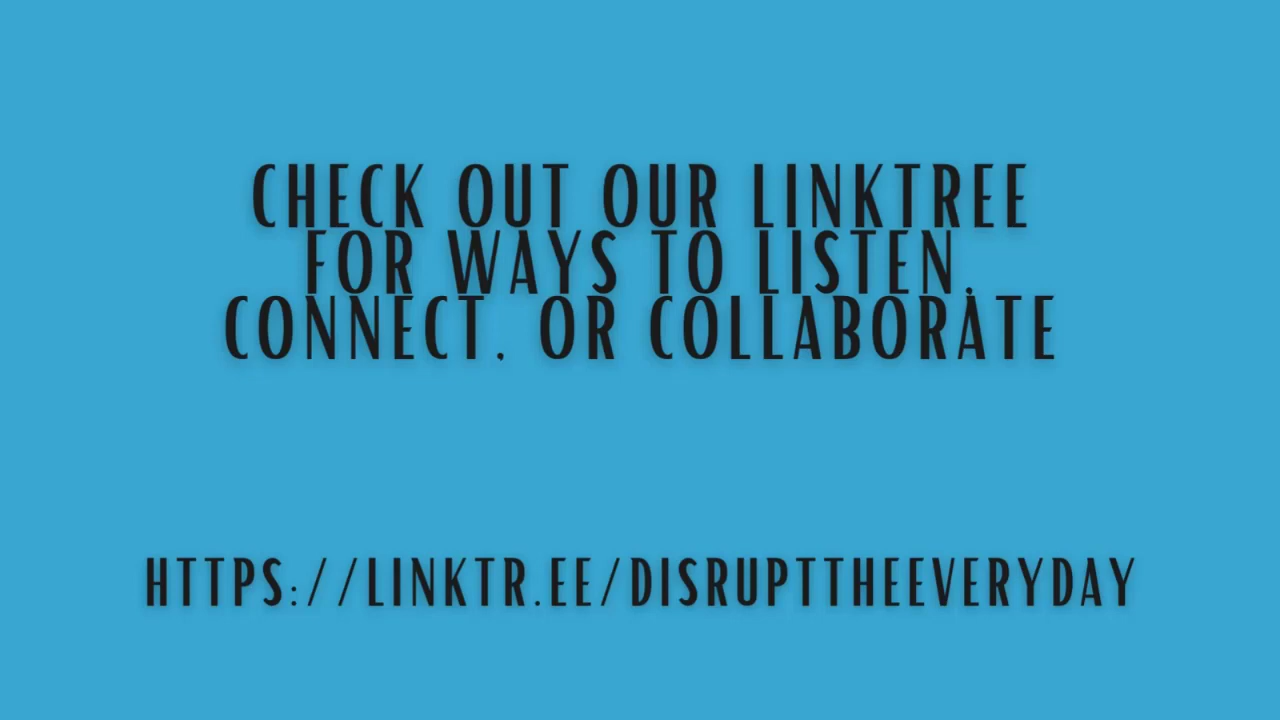 CHECK OUT OUR LINKTREE
FOR WAYS TO LISTEN,
CONNECT, OR COLLABORATE
HTTPS://LINKTR.EE/DISRUPTTHEEVERYDAY